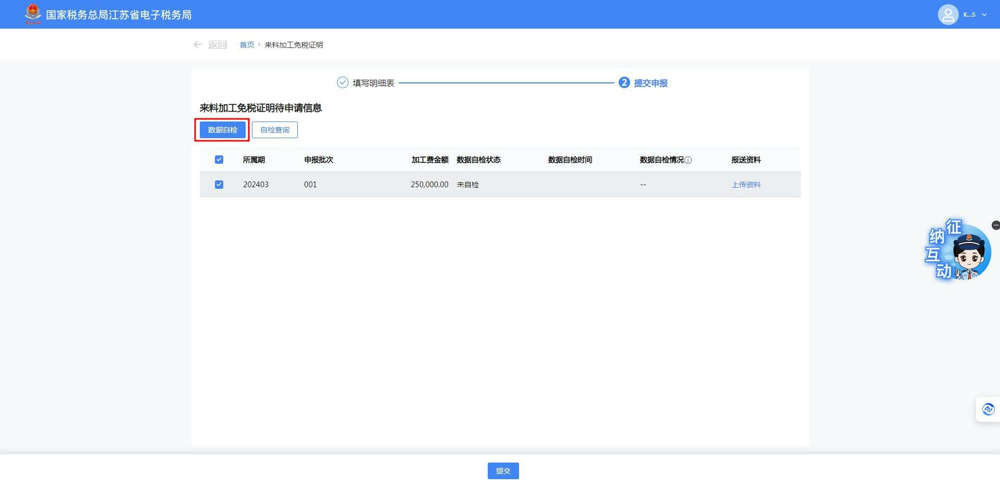 国家税务总局江苏省电子税务局
x...s
返回 首页 > 来料加工免税证明
填写明细表 2 提交申报
来料加工免税证明待申请信息
数据自检 自检查询
所属期 申报批次 加工费金额 数据自检状态 数据自检时间 数据自检情况 报送资料
202403 001 250,000.00 未自检 -- 上传资料
征纳互动
提交